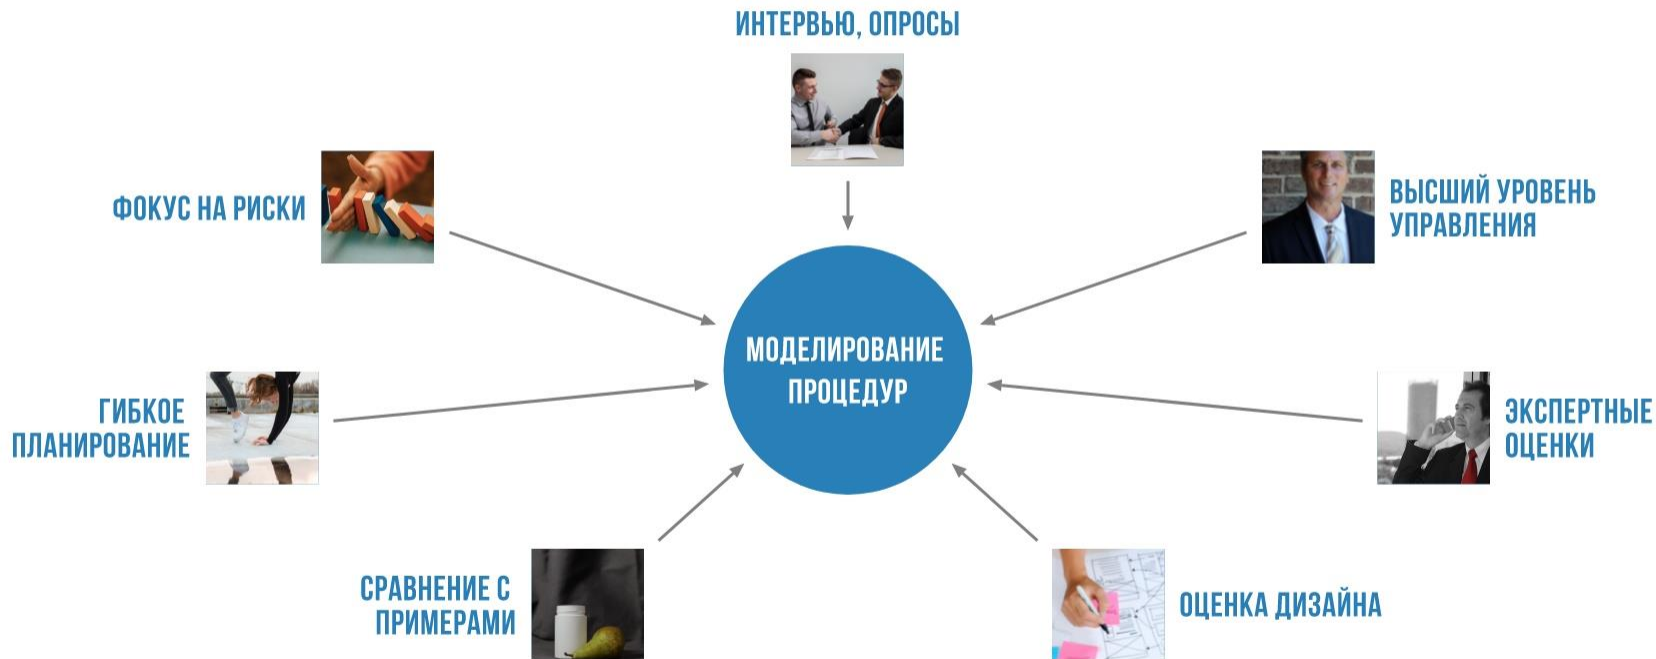 ИНТЕРВЬЮ, ОПРОСЫ
ФОКУС НА РИСКИ
ВЫСШИЙ УРОВЕНЬ
УПРАВЛЕНИЯ
МОДЕЛИРОВАНИЕ
ПРОЦЕДУР
ГИБКОЕ
ПЛАНИРОВАНИЕ
ЭКСПЕРТНЫЕ
ОЦЕНКИ
СРАВНЕНИЕ С
ПРИМЕРАМИ
ОЦЕНКА ДИЗАЙНА